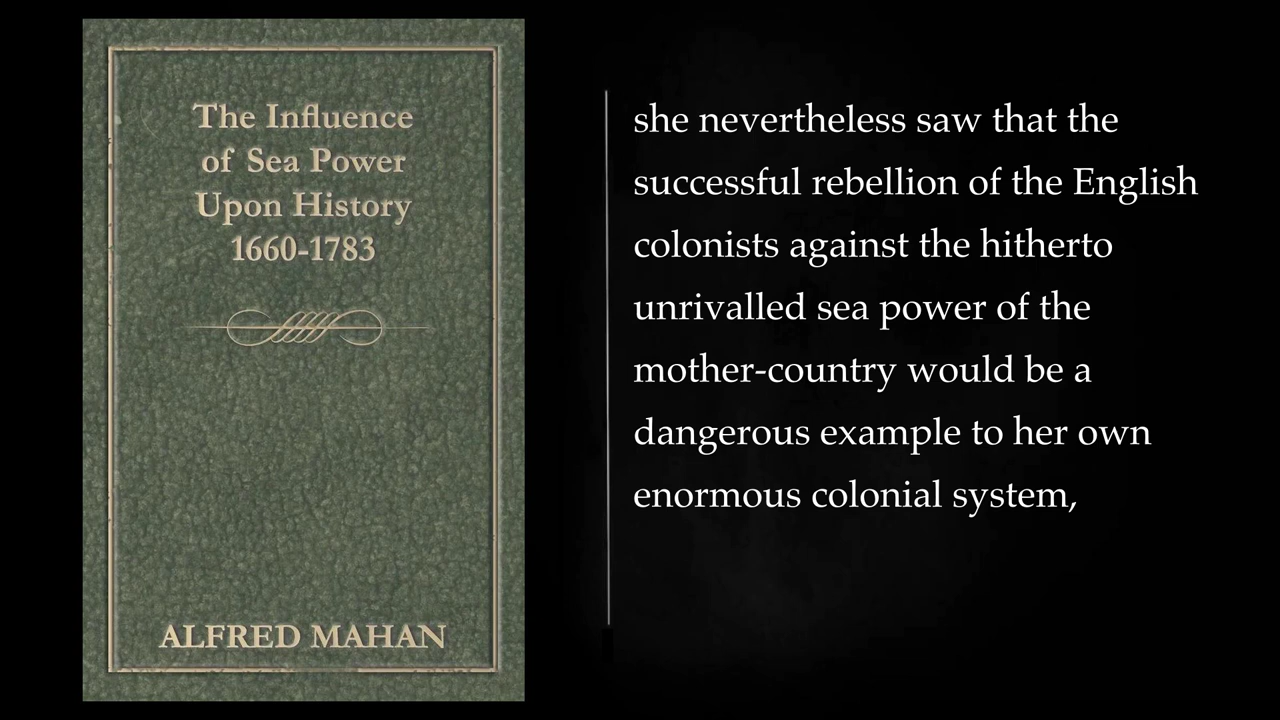 The Influence
of Sea Power
Upon History
1660-1783
ALFRED MAHAN
she nevertheless saw that the
successful rebellion of the English
colonists against the hitherto
unrivalled sea power of the
mother-country would be a
dangerous example to her own
enormous colonial system,